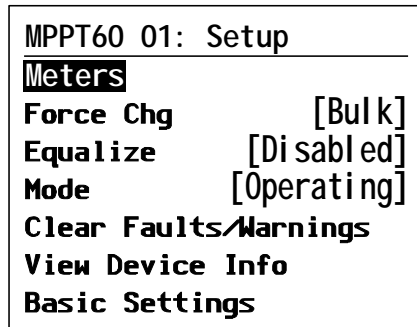 MPPT60 01: Setup
Meters
Force Chg [Bulk]
Equalize [Disabled]
Mode [Operating]
Clear Faults/Warnings
View Device Info
Basic Settings